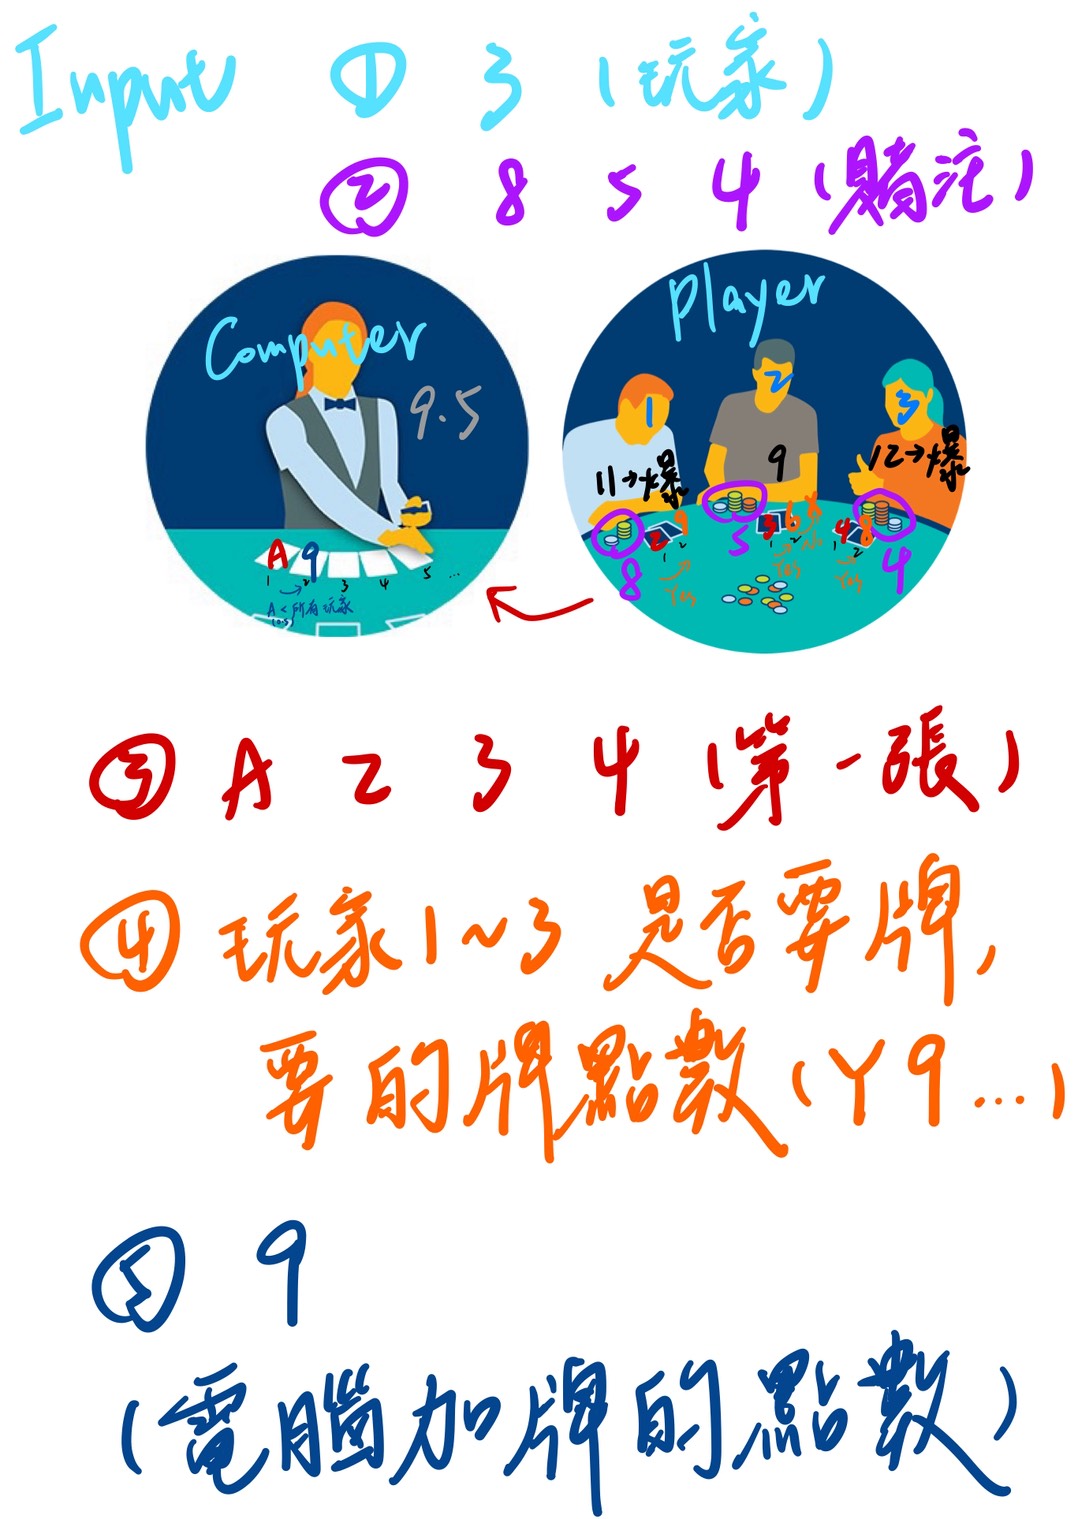 Input ① 3 (玩家)
② 8 5 4 (賭注)
Computer
9.5
A 9
1 2 3 4 5 ...
A < 所有玩家
(0.5)
Player
1 2 3
11→爆 9 12→爆
2 9 3 6 X 4 8
1 2 1 2 1 2
Yes Yes No Yes
8 5 4
③ A 2 3 4 (第一張)
④ 玩家1~3 是否要牌,
要的牌點數(Y 9 ...)
⑤ 9
(電腦加牌的點數)